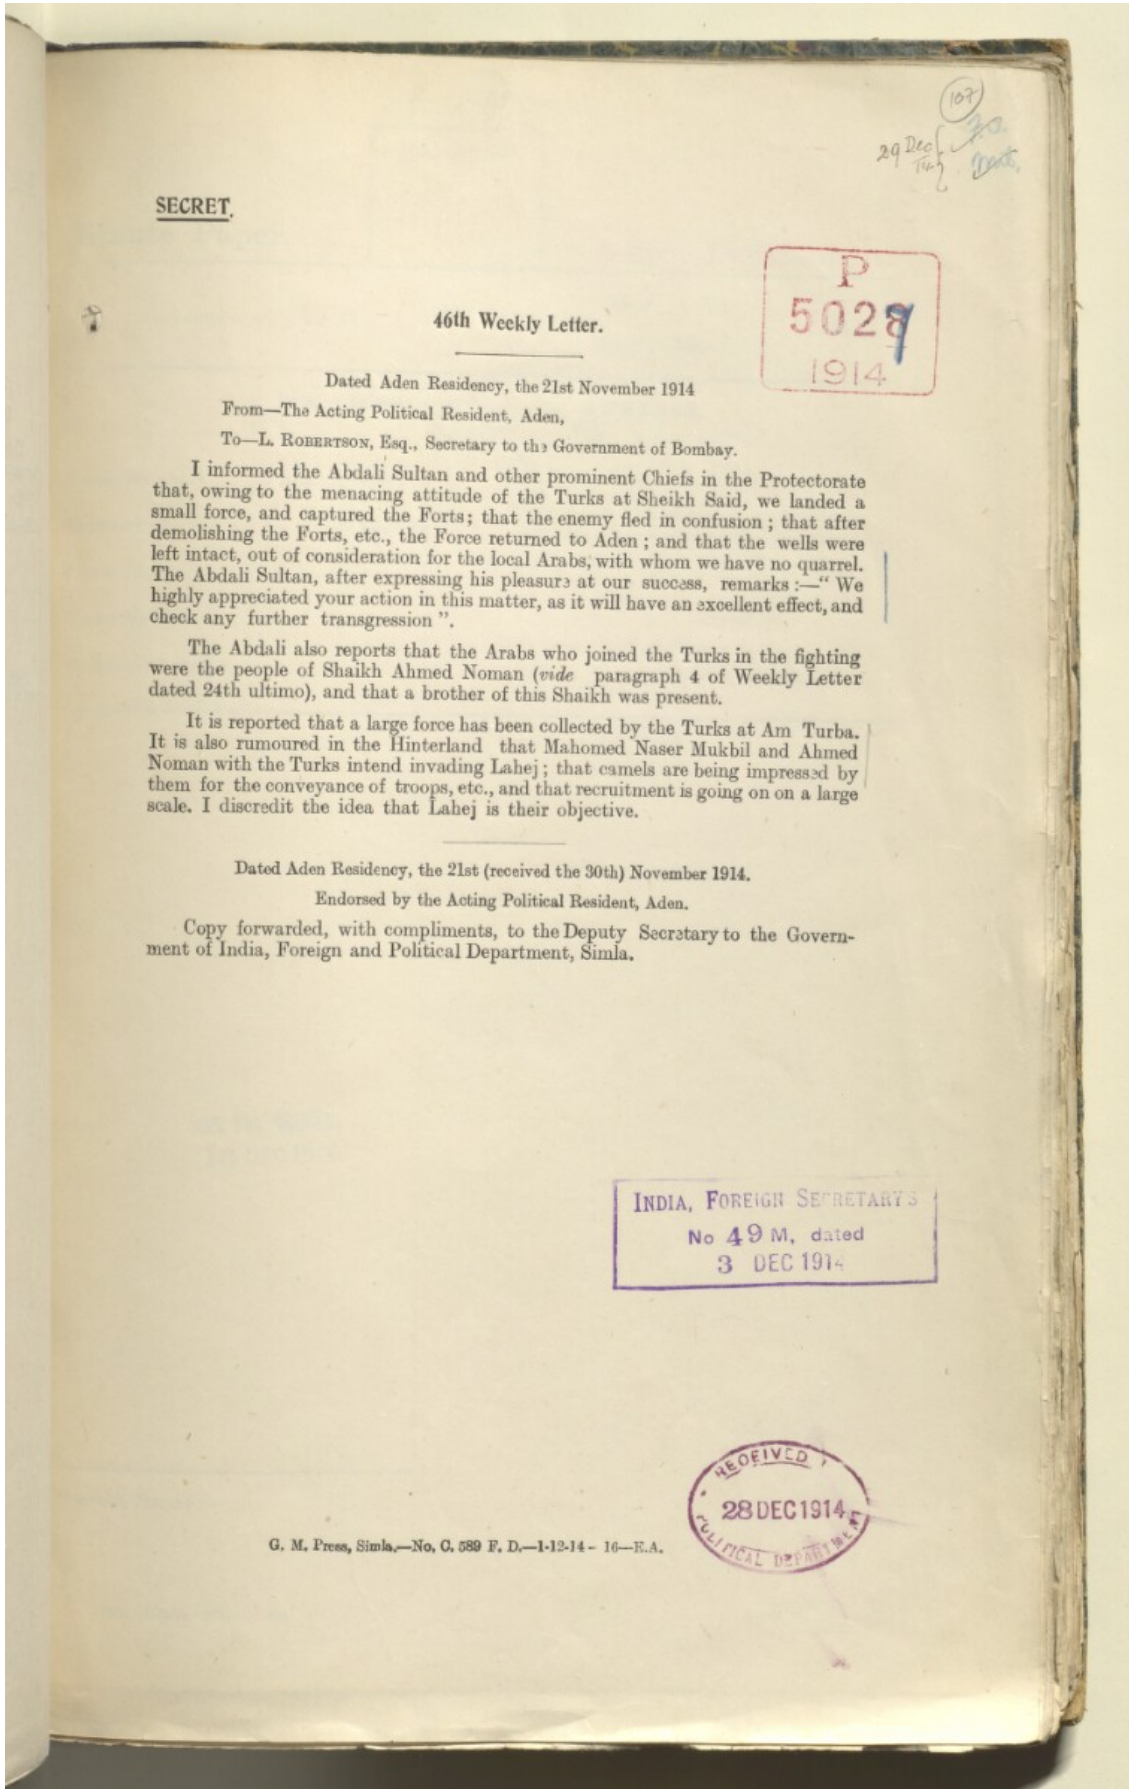 107
29 Dec
14
SECRET.
P
5027
1914
46th Weekly Letter.
Dated Aden Residency, the 21st November 1914
From—The Acting Political Resident, Aden,
To—L. ROBERTSON, Esq., Secretary to the Government of Bombay.
I informed the Abdali Sultan and other prominent Chiefs in the Protectorate
that, owing to the menacing attitude of the Turks at Sheikh Said, we landed a
small force, and captured the Forts; that the enemy fled in confusion; that after
demolishing the Forts, etc., the Force returned to Aden; and that the wells were
left intact, out of consideration for the local Arabs, with whom we have no quarrel.
The Abdali Sultan, after expressing his pleasure at our success, remarks:—“ We
highly appreciated your action in this matter, as it will have an excellent effect, and
check any further transgression ”.
The Abdali also reports that the Arabs who joined the Turks in the fighting
were the people of Shaikh Ahmed Noman (vide paragraph 4 of Weekly Letter
dated 24th ultimo), and that a brother of this Shaikh was present.
It is reported that a large force has been collected by the Turks at Am Turba.
It is also rumoured in the Hinterland that Mahomed Naser Mukbil and Ahmed
Noman with the Turks intend invading Lahej; that camels are being impressed by
them for the conveyance of troops, etc., and that recruitment is going on on a large
scale. I discredit the idea that Lahej is their objective.
Dated Aden Residency, the 21st (received the 30th) November 1914.
Endorsed by the Acting Political Resident, Aden.
Copy forwarded, with compliments, to the Deputy Secretary to the Govern-
ment of India, Foreign and Political Department, Simla.
INDIA, FOREIGN SECRETARY'S
No 49 M, dated
3 DEC 1914
RECEIVED
28 DEC 1914
POLITICAL DEPARTMENT
G. M. Press, Simla.—No. C. 589 F. D.—1-12-14- 16—E.A.